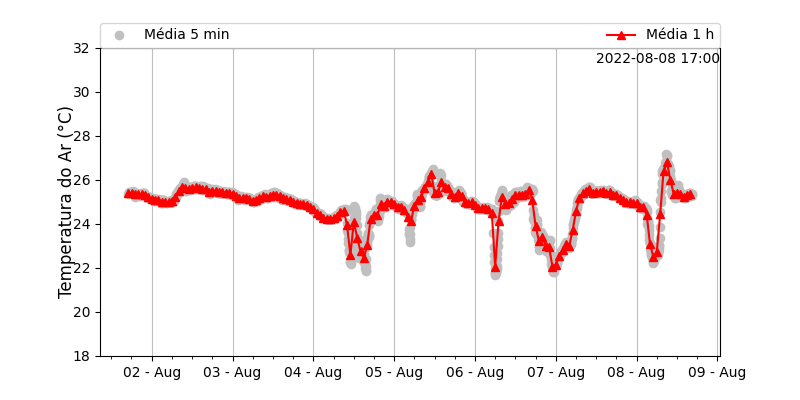 Média 5 min
Média 1 h
2022-08-08 17:00
Temperatura do Ar (°C)
32
30
28
26
24
22
20
18
02 - Aug
03 - Aug
04 - Aug
05 - Aug
06 - Aug
07 - Aug
08 - Aug
09 - Aug